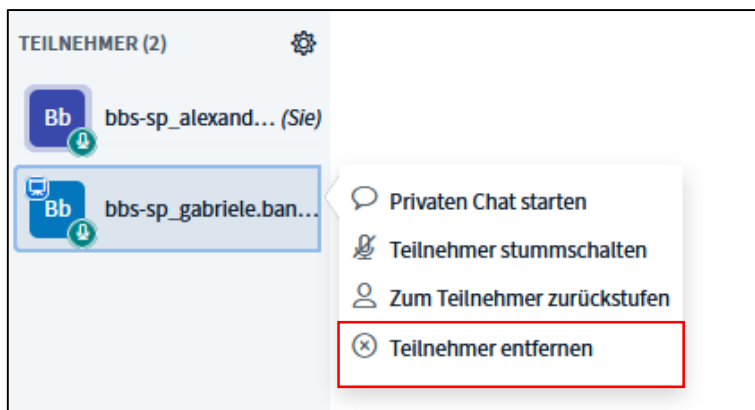 TEILNEHMER (2)
Bb bbs-sp_alexand... (Sie)
Bb bbs-sp_gabriele.ban...
Privaten Chat starten
Teilnehmer stummschalten
Zum Teilnehmer zurückstufen
Teilnehmer entfernen